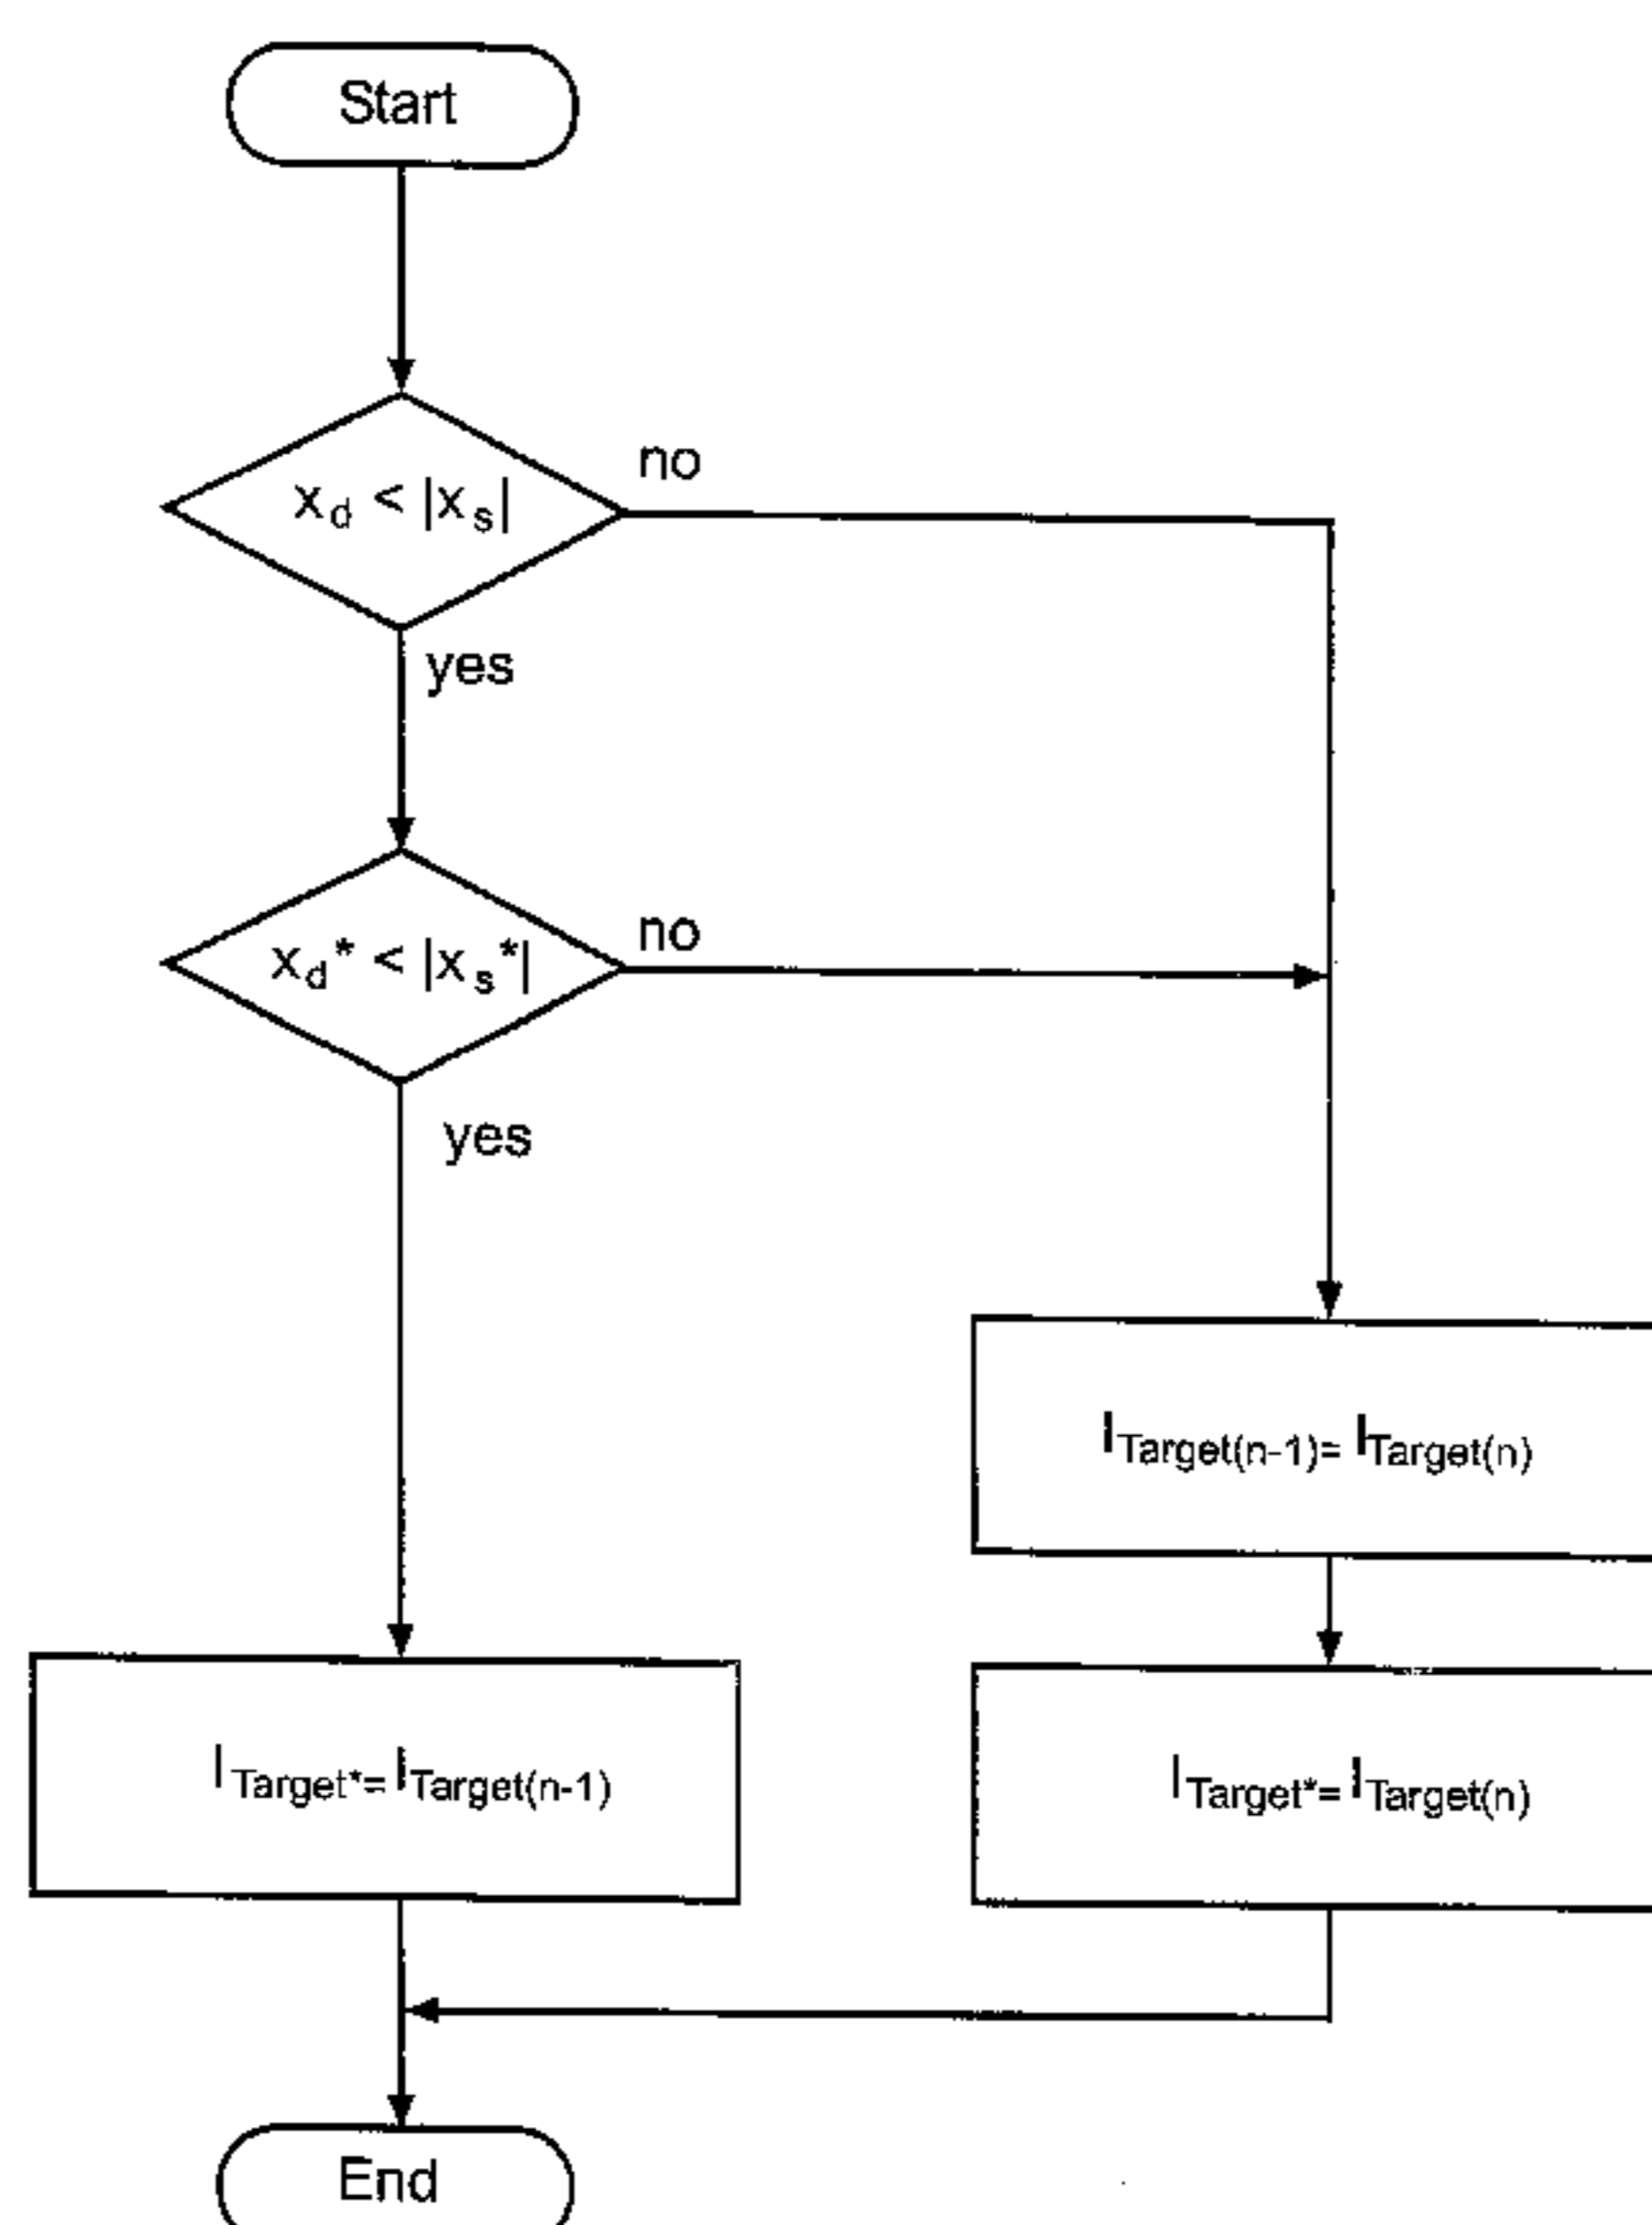 Start
x_d < |x_s|
no
yes
x_d* < |x_s*|
no
yes
I_Target(n-1)= I_Target(n)
I_Target*= I_Target(n-1)
I_Target*= I_Target(n)
End